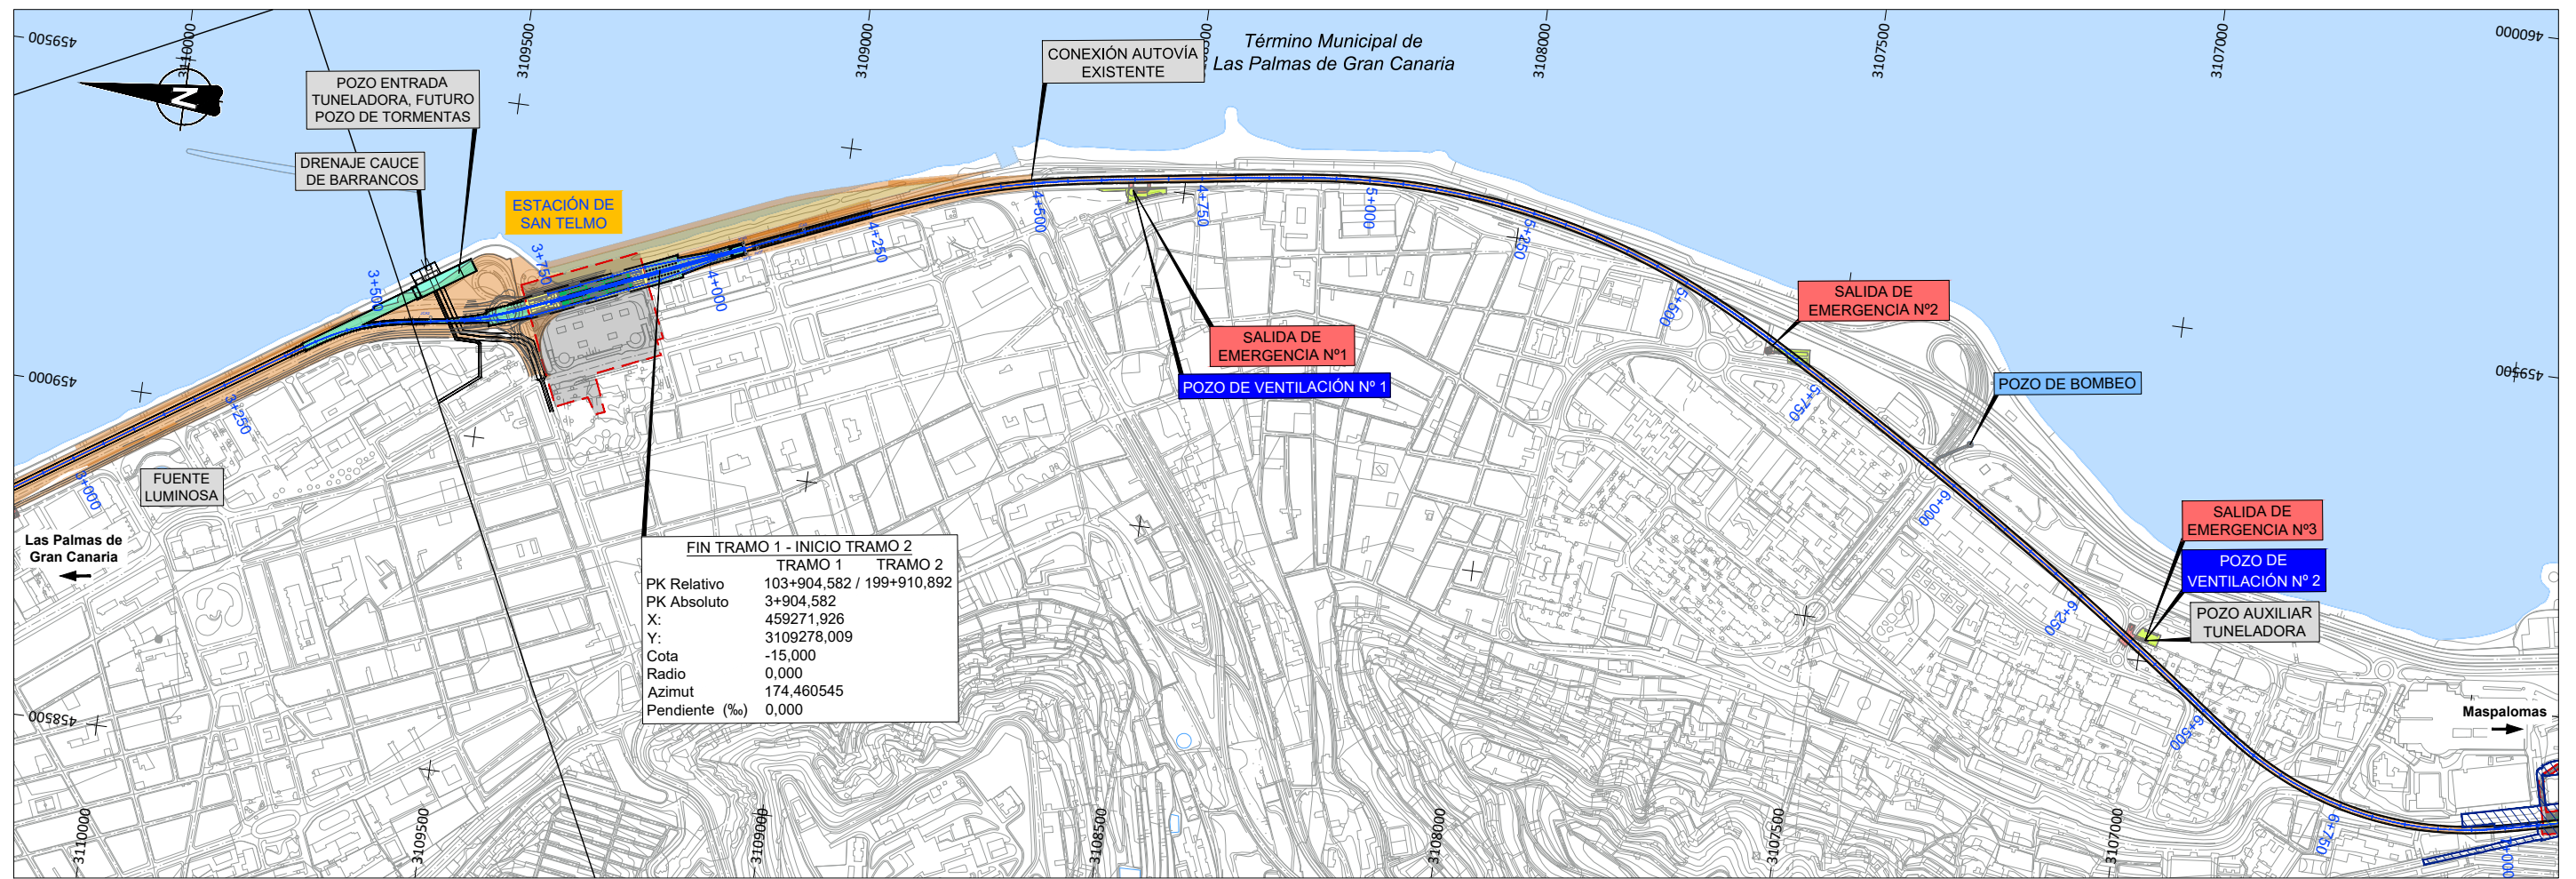 459500
3110000
3109500
3109000
3108000
3107500
3107000
460000
Término Municipal de
Las Palmas de Gran Canaria
N
CONEXIÓN AUTOVÍA
EXISTENTE
POZO ENTRADA
TUNELADORA, FUTURO
POZO DE TORMENTAS
DRENAJE CAUCE
DE BARRANCOS
ESTACIÓN DE
SAN TELMO
3+000
3+250
3+500
3+750
4+000
4+250
4+500
4+750
5+000
5+250
5+500
5+750
6+000
6+250
6+500
6+750
SALIDA DE
EMERGENCIA Nº1
POZO DE VENTILACIÓN Nº 1
SALIDA DE
EMERGENCIA Nº2
POZO DE BOMBEO
459000
FUENTE
LUMINOSA
Las Palmas de
Gran Canaria
SALIDA DE
EMERGENCIA Nº3
POZO DE
VENTILACIÓN Nº 2
POZO AUXILIAR
TUNELADORA
FIN TRAMO 1 - INICIO TRAMO 2
TRAMO 1 TRAMO 2
PK Relativo 103+904,582 / 199+910,892
PK Absoluto 3+904,582
X: 459271,926
Y: 3109278,009
Cota -15,000
Radio 0,000
Azimut 174,460545
Pendiente (‰) 0,000
458500
Maspalomas
3110000
3109500
3109000
3108500
3108000
3107500
3107000